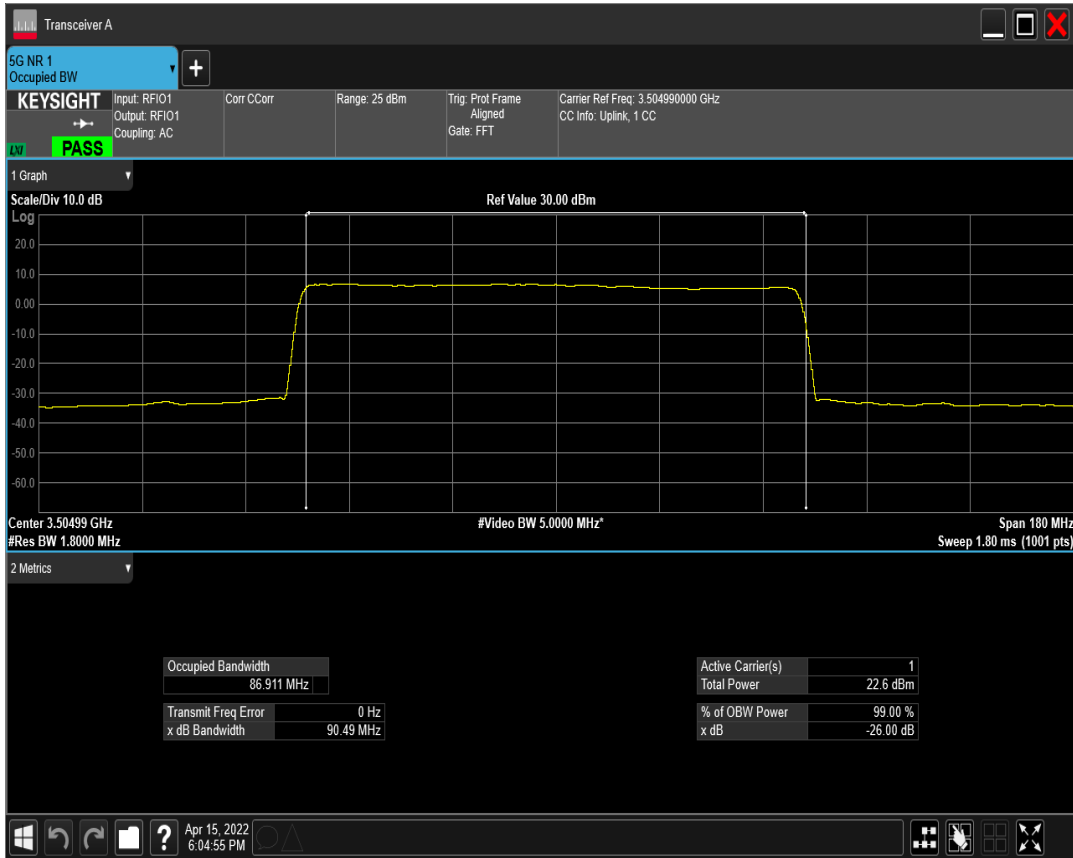 Transceiver A
5G NR 1
Occupied BW
KEYSIGHT
Input: RFIO1
Output: RFIO1
Coupling: AC
LXI
PASS
Corr CCorr
Range: 25 dBm
Trig: Prot Frame
Aligned
Gate: FFT
Carrier Ref Freq: 3.504990000 GHz
CC Info: Uplink, 1 CC
1 Graph
Scale/Div 10.0 dB
Ref Value 30.00 dBm
Log
20.0
10.0
0.00
-10.0
-20.0
-30.0
-40.0
-50.0
-60.0
Center 3.50499 GHz
#Video BW 5.0000 MHz*
Span 180 MHz
#Res BW 1.8000 MHz
Sweep 1.80 ms (1001 pts)
2 Metrics
Occupied Bandwidth
86.911 MHz
Transmit Freq Error 0 Hz
x dB Bandwidth 90.49 MHz
Active Carrier(s) 1
Total Power 22.6 dBm
% of OBW Power 99.00 %
x dB -26.00 dB
?
Apr 15, 2022
6:04:55 PM